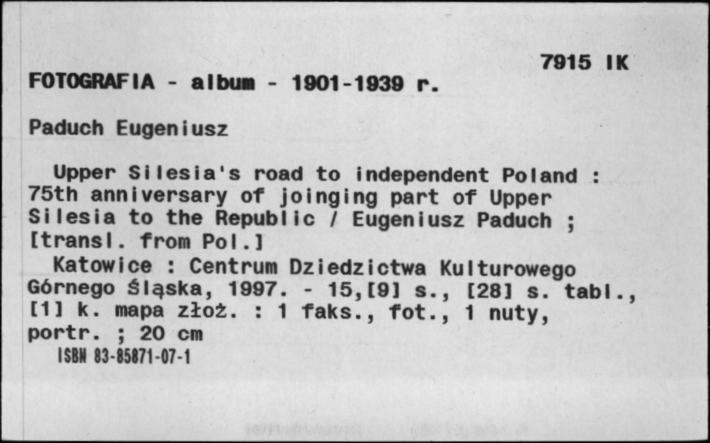 7915 IK
FOTOGRAFIA - album - 1901-1939 r.
Paduch Eugeniusz
Upper Silesia's road to independent Poland :
75th anniversary of joinging part of Upper
Silesia to the Republic / Eugeniusz Paduch ;
[transl. from Pol.]
Katowice : Centrum Dziedzictwa Kulturowego
Górnego Śląska, 1997. - 15,[9] s., [28] s. tabl.,
[1] k. mapa złoż. : 1 faks., fot., 1 nuty,
portr. ; 20 cm
ISBN 83-85871-07-1